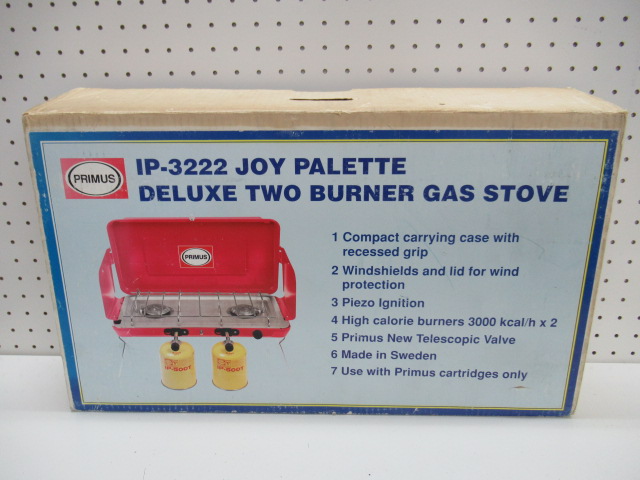 PRIMUS
IP-3222 JOY PALETTE
DELUXE TWO BURNER GAS STOVE
PRIMUS
1 Compact carrying case with
recessed grip
2 Windshields and lid for wind
protection
3 Piezo Ignition
4 High calorie burners 3000 kcal/h x 2
5 Primus New Telescopic Valve
6 Made in Sweden
7 Use with Primus cartridges only